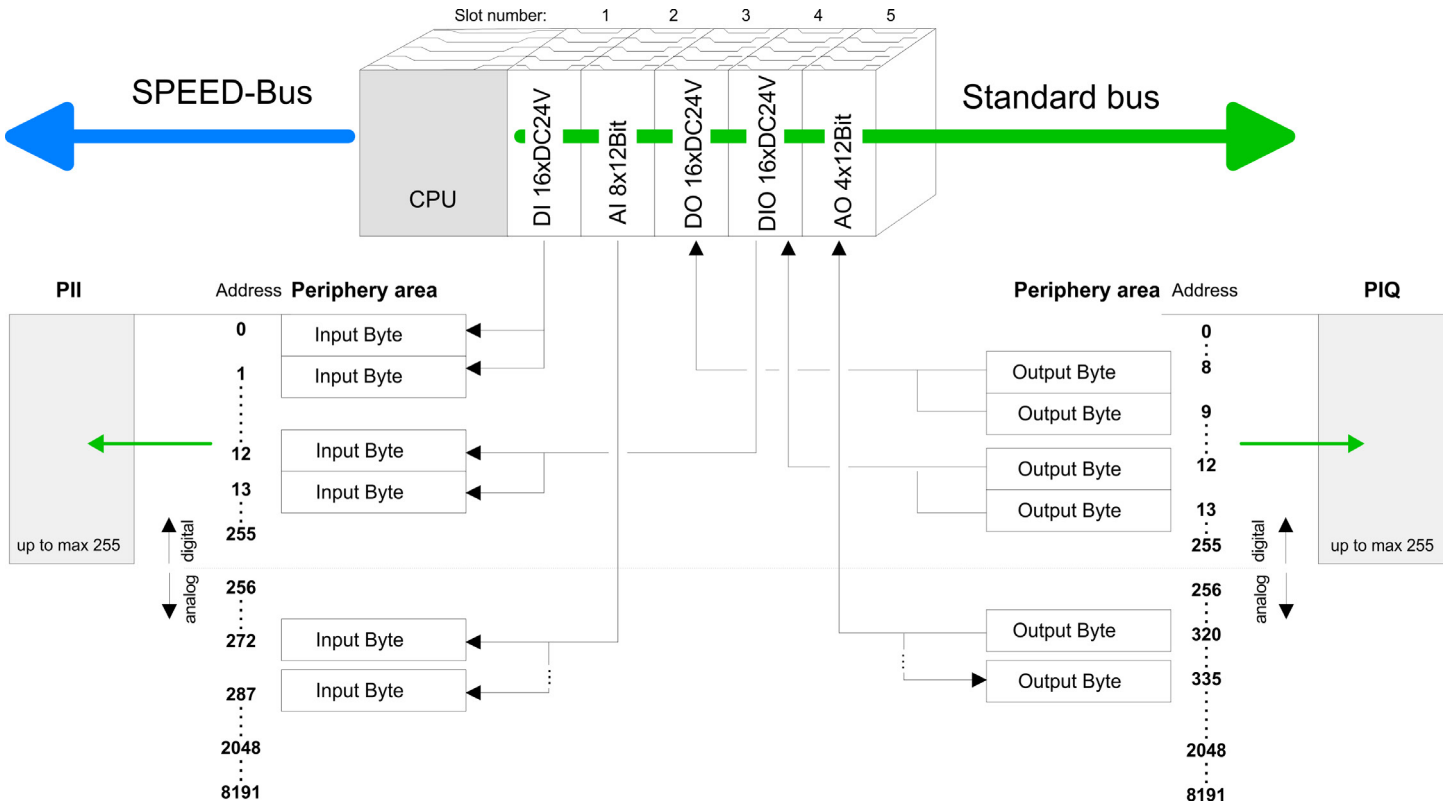 Slot number: 1 2 3 4 5
SPEED-Bus
Standard bus
CPU
DI 16xDC24V
AI 8x12Bit
DO 16xDC24V
DIO 16xDC24V
AO 4x12Bit
PII
Address
Periphery area
0
Input Byte
1
Input Byte
12
Input Byte
13
Input Byte
255
up to max 255
digital
analog
256
272
Input Byte
287
Input Byte
2048
8191
Periphery area
Address
PIQ
0
Output Byte
8
Output Byte
9
Output Byte
12
Output Byte
13
255
up to max 255
digital
analog
256
Output Byte
320
Output Byte
335
2048
8191